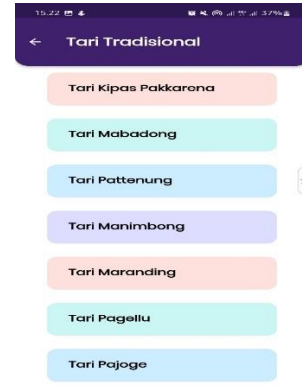 15.22 37%
← Tari Tradisional
Tari Kipas Pakkarena
Tari Mabadong
Tari Pattenung
Tari Manimbong
Tari Maranding
Tari Pagellu
Tari Pajoge